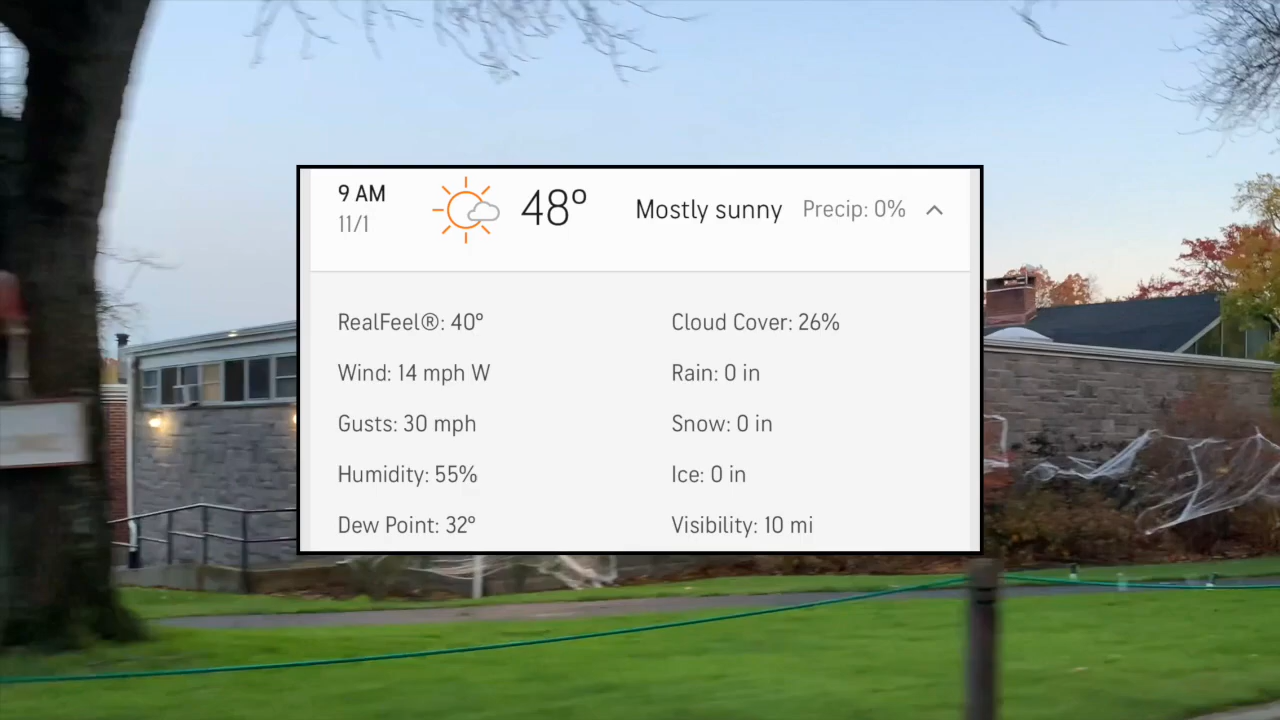 9 AM
11/1
48° Mostly sunny Precip: 0%
RealFeel®: 40°
Cloud Cover: 26%
Wind: 14 mph W
Rain: 0 in
Gusts: 30 mph
Snow: 0 in
Humidity: 55%
Ice: 0 in
Dew Point: 32°
Visibility: 10 mi